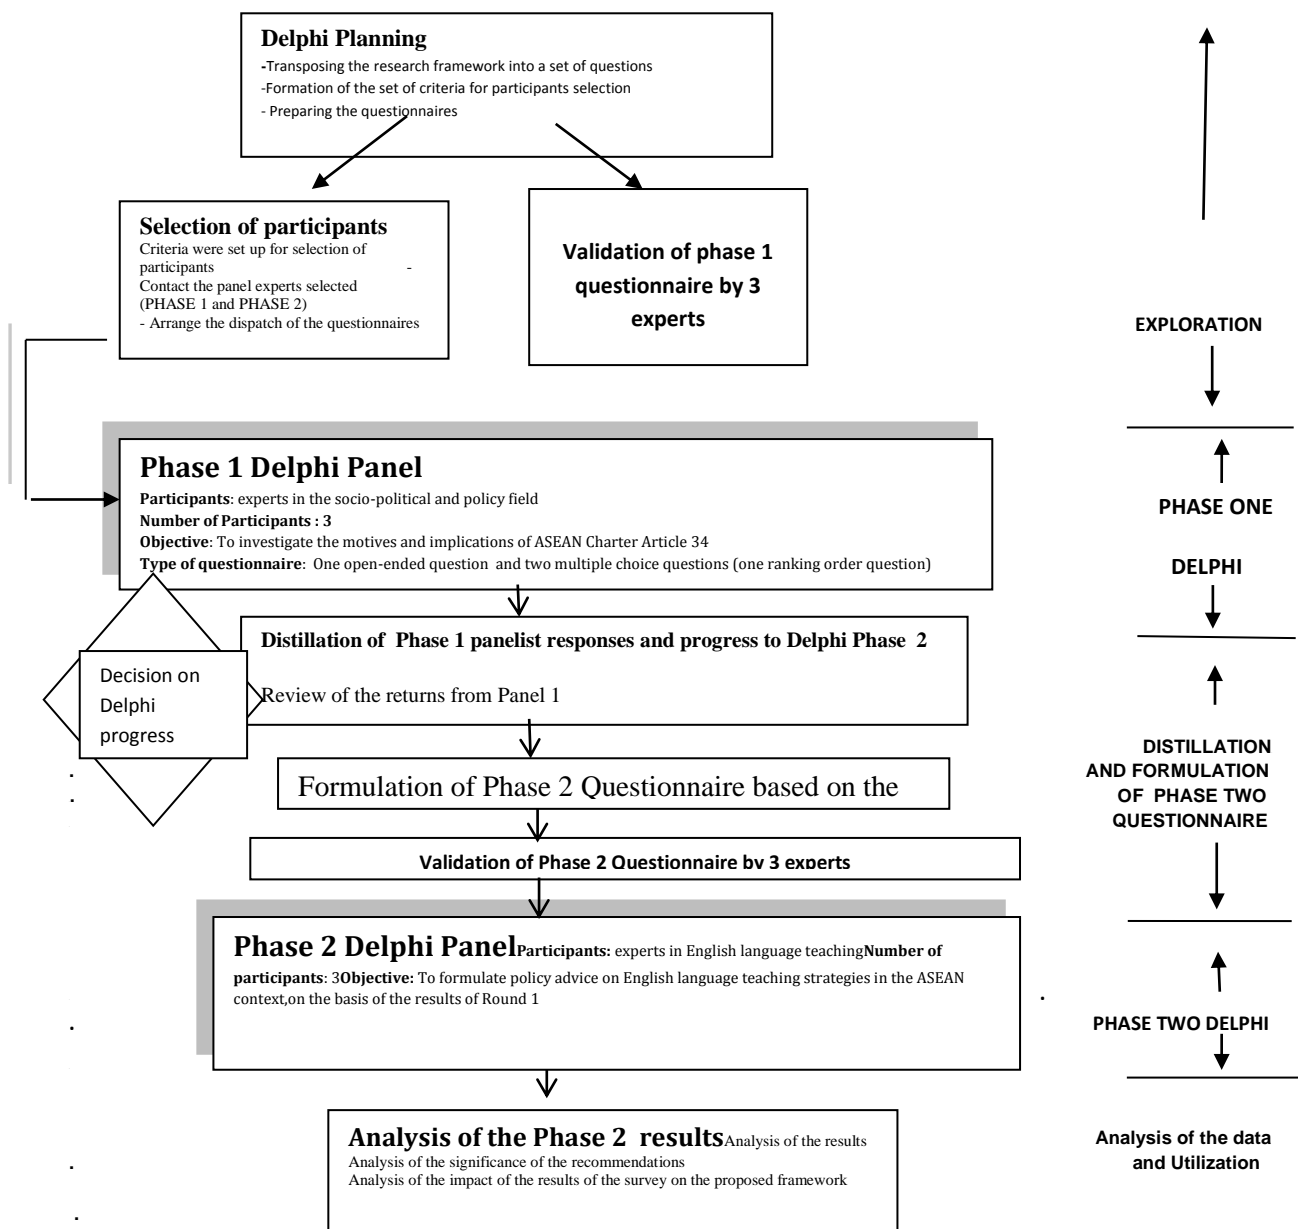 Delphi Planning
-Transposing the research framework into a set of questions
-Formation of the set of criteria for participants selection
- Preparing the questionnaires
Selection of participants
Criteria were set up for selection of
participants -
Contact the panel experts selected
(PHASE 1 and PHASE 2)
- Arrange the dispatch of the questionnaires
Validation of phase 1
questionnaire by 3
experts
EXPLORATION
Phase 1 Delphi Panel
Participants: experts in the socio-political and policy field
Number of Participants : 3
Objective: To investigate the motives and implications of ASEAN Charter Article 34
Type of questionnaire: One open-ended question and two multiple choice questions (one ranking order question)
PHASE ONE
DELPHI
Distillation of Phase 1 panelist responses and progress to Delphi Phase 2
Review of the returns from Panel 1
Decision on
Delphi
progress
Formulation of Phase 2 Questionnaire based on the
Validation of Phase 2 Questionnaire by 3 experts
DISTILLATION
AND FORMULATION
OF PHASE TWO
QUESTIONNAIRE
Phase 2 Delphi PanelParticipants: experts in English language teachingNumber of
participants: 3Objective: To formulate policy advice on English language teaching strategies in the ASEAN
context,on the basis of the results of Round 1
PHASE TWO DELPHI
Analysis of the Phase 2 resultsAnalysis of the results
Analysis of the significance of the recommendations
Analysis of the impact of the results of the survey on the proposed framework
Analysis of the data
and Utilization